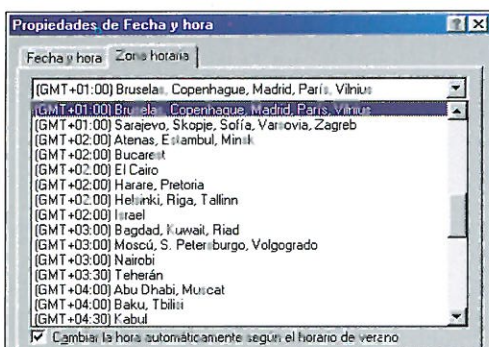 Propiedades de Fecha y hora
Fecha y hora Zona horaria
(GMT+01:00) Bruselas, Copenhague, Madrid, París, Vilnius
(GMT+01:00) Bruselas, Copenhague, Madrid, París, Vilnius
(GMT+01:00) Sarajevo, Skopje, Sofía, Varsovia, Zagreb
(GMT+02:00) Atenas, Estambul, Minsk
(GMT+02:00) Bucarest
(GMT+02:00) El Cairo
(GMT+02:00) Harare, Pretoria
(GMT+02:00) Helsinki, Riga, Tallinn
(GMT+02:00) Israel
(GMT+03:00) Bagdad, Kuwait, Riad
(GMT+03:00) Moscú, S. Petersburgo, Volgogrado
(GMT+03:00) Nairobi
(GMT+03:30) Teherán
(GMT+04:00) Abu Dhabi, Muscat
(GMT+04:00) Baku, Tbilisi
(GMT+04:30) Kabul
Cambiar la hora automáticamente según el horario de verano